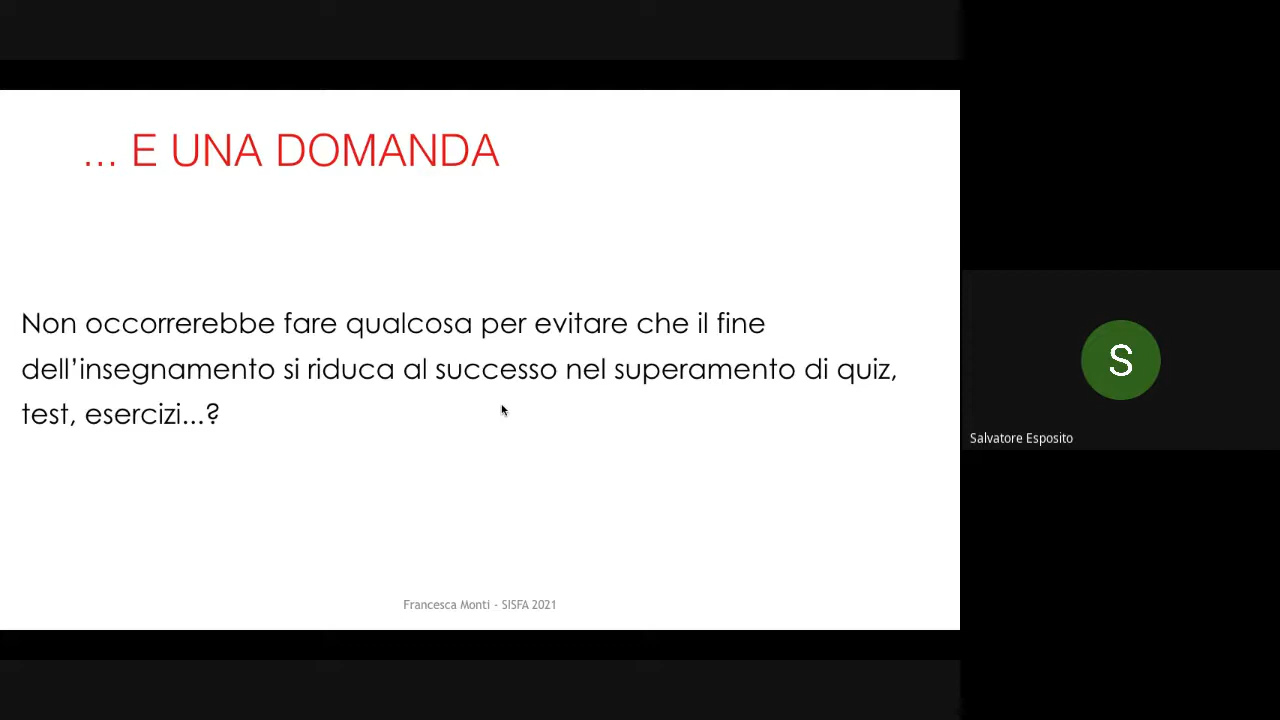 ... E UNA DOMANDA
Non occorrerebbe fare qualcosa per evitare che il fine
dell’insegnamento si riduca al successo nel superamento di quiz,
test, esercizi...?
Francesca Monti - SISFA 2021
S
Salvatore Esposito